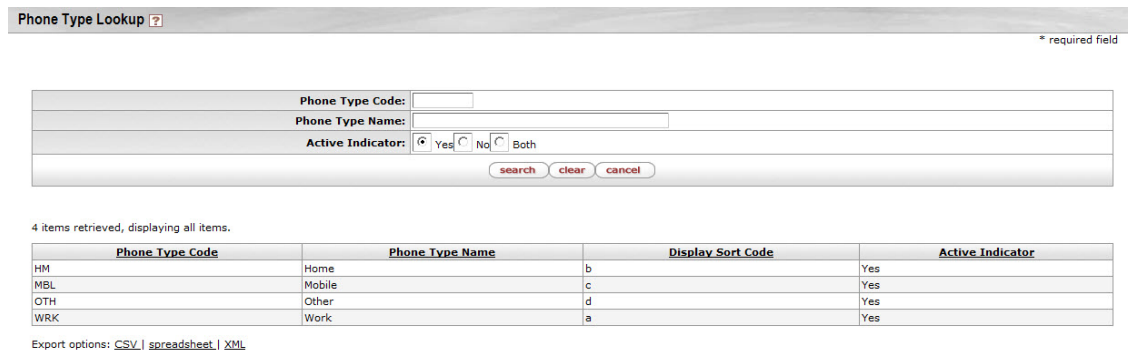 Phone Type Lookup ?
* required field
Phone Type Code:
Phone Type Name:
Active Indicator: Yes No Both
search clear cancel
4 items retrieved, displaying all items.
Phone Type Code Phone Type Name Display Sort Code Active Indicator
HM Home b Yes
MBL Mobile c Yes
OTH Other d Yes
WRK Work a Yes
Export options: CSV | spreadsheet | XML